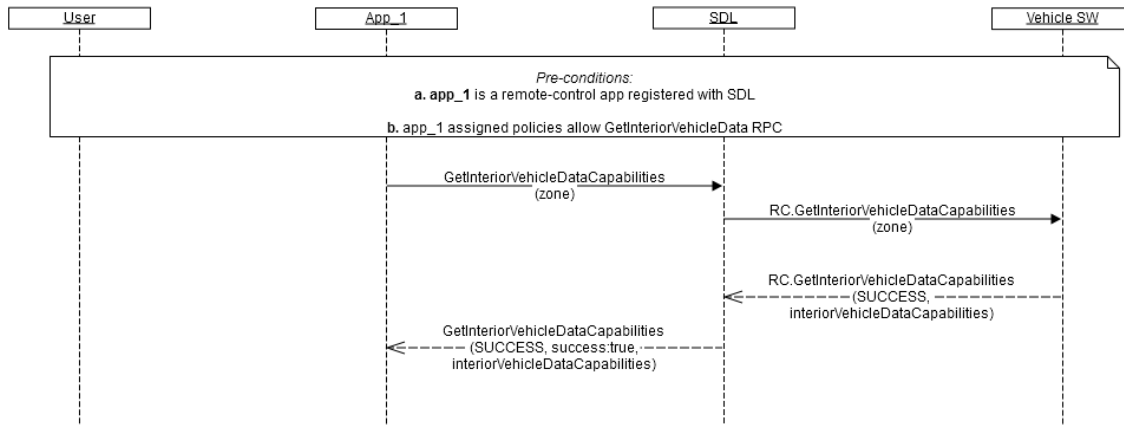 User
App_1
SDL
Vehicle SW
Pre-conditions:
a. app_1 is a remote-control app registered with SDL
b. app_1 assigned policies allow GetInteriorVehicleData RPC
GetInteriorVehicleDataCapabilities
(zone)
RC.GetInteriorVehicleDataCapabilities
(zone)
RC.GetInteriorVehicleDataCapabilities
(SUCCESS,
interiorVehicleDataCapabilities)
GetInteriorVehicleDataCapabilities
(SUCCESS, success:true,
interiorVehicleDataCapabilities)